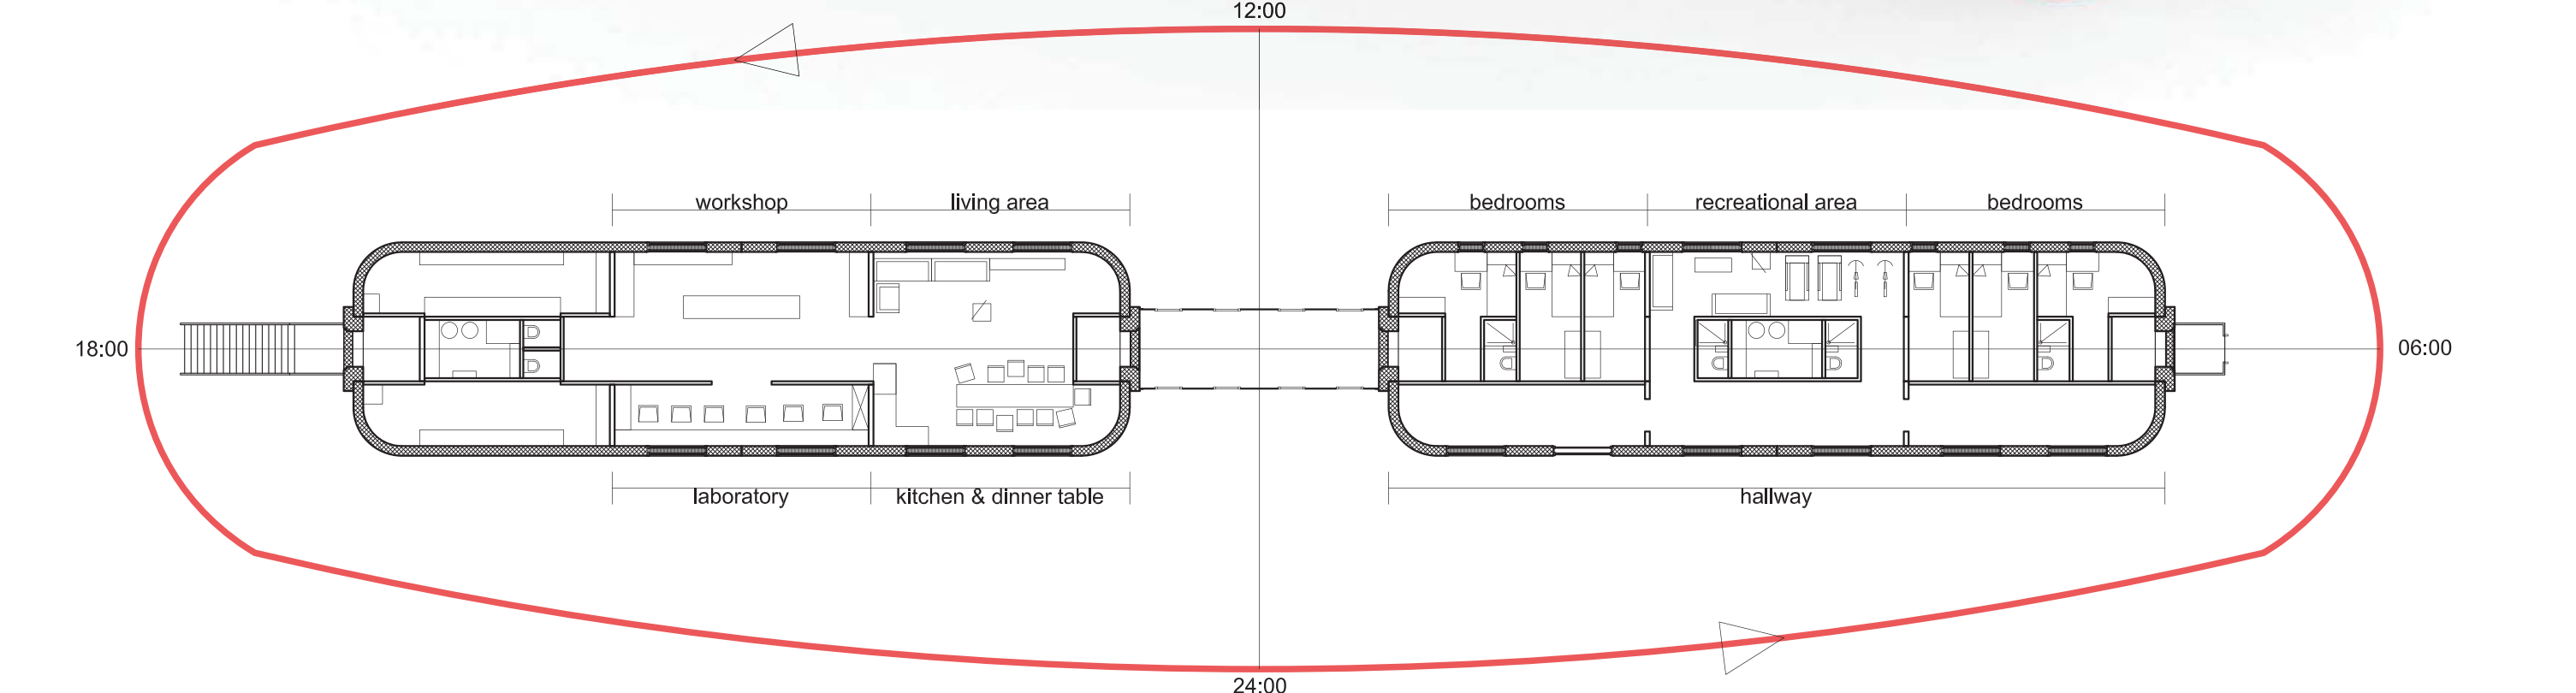 12:00
workshop
living area
bedrooms
recreational area
bedrooms
18:00
06:00
laboratory
kitchen & dinner table
hallway
24:00